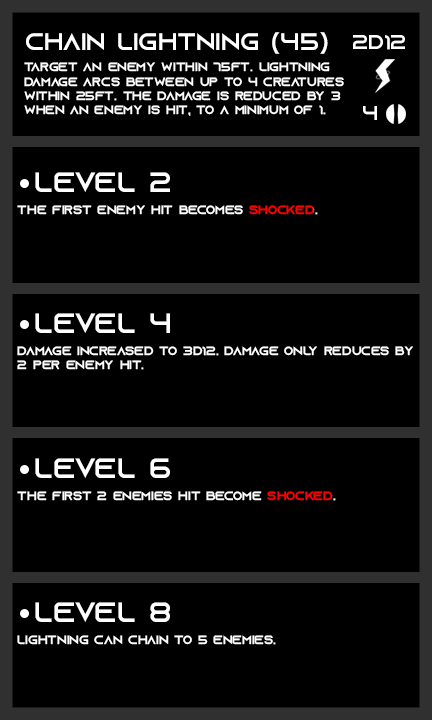 CHAIN LIGHTNING (45) 2D12
TARGET AN ENEMY WITHIN 75FT. LIGHTNING
DAMAGE ARCS BETWEEN UP TO 4 CREATURES
WITHIN 25FT. THE DAMAGE IS REDUCED BY 3
WHEN AN ENEMY IS HIT, TO A MINIMUM OF 1.
4
•LEVEL 2
THE FIRST ENEMY HIT BECOMES SHOCKED.
•LEVEL 4
DAMAGE INCREASED TO 3D12. DAMAGE ONLY REDUCES BY
2 PER ENEMY HIT.
•LEVEL 6
THE FIRST 2 ENEMIES HIT BECOME SHOCKED.
•LEVEL 8
LIGHTNING CAN CHAIN TO 5 ENEMIES.